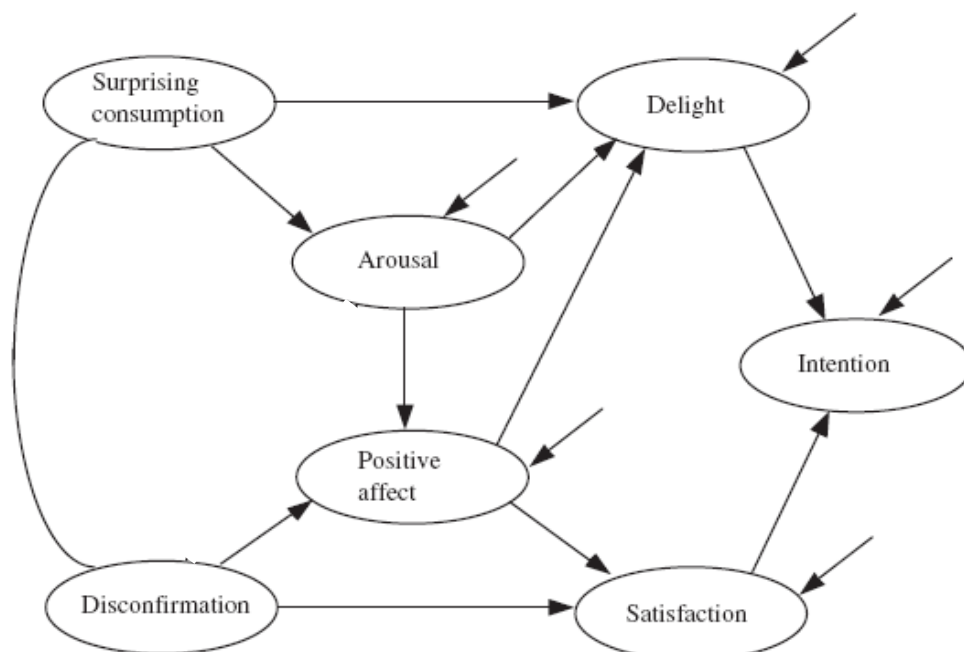 Surprising
consumption
Delight
Arousal
Intention
Positive
affect
Disconfirmation
Satisfaction